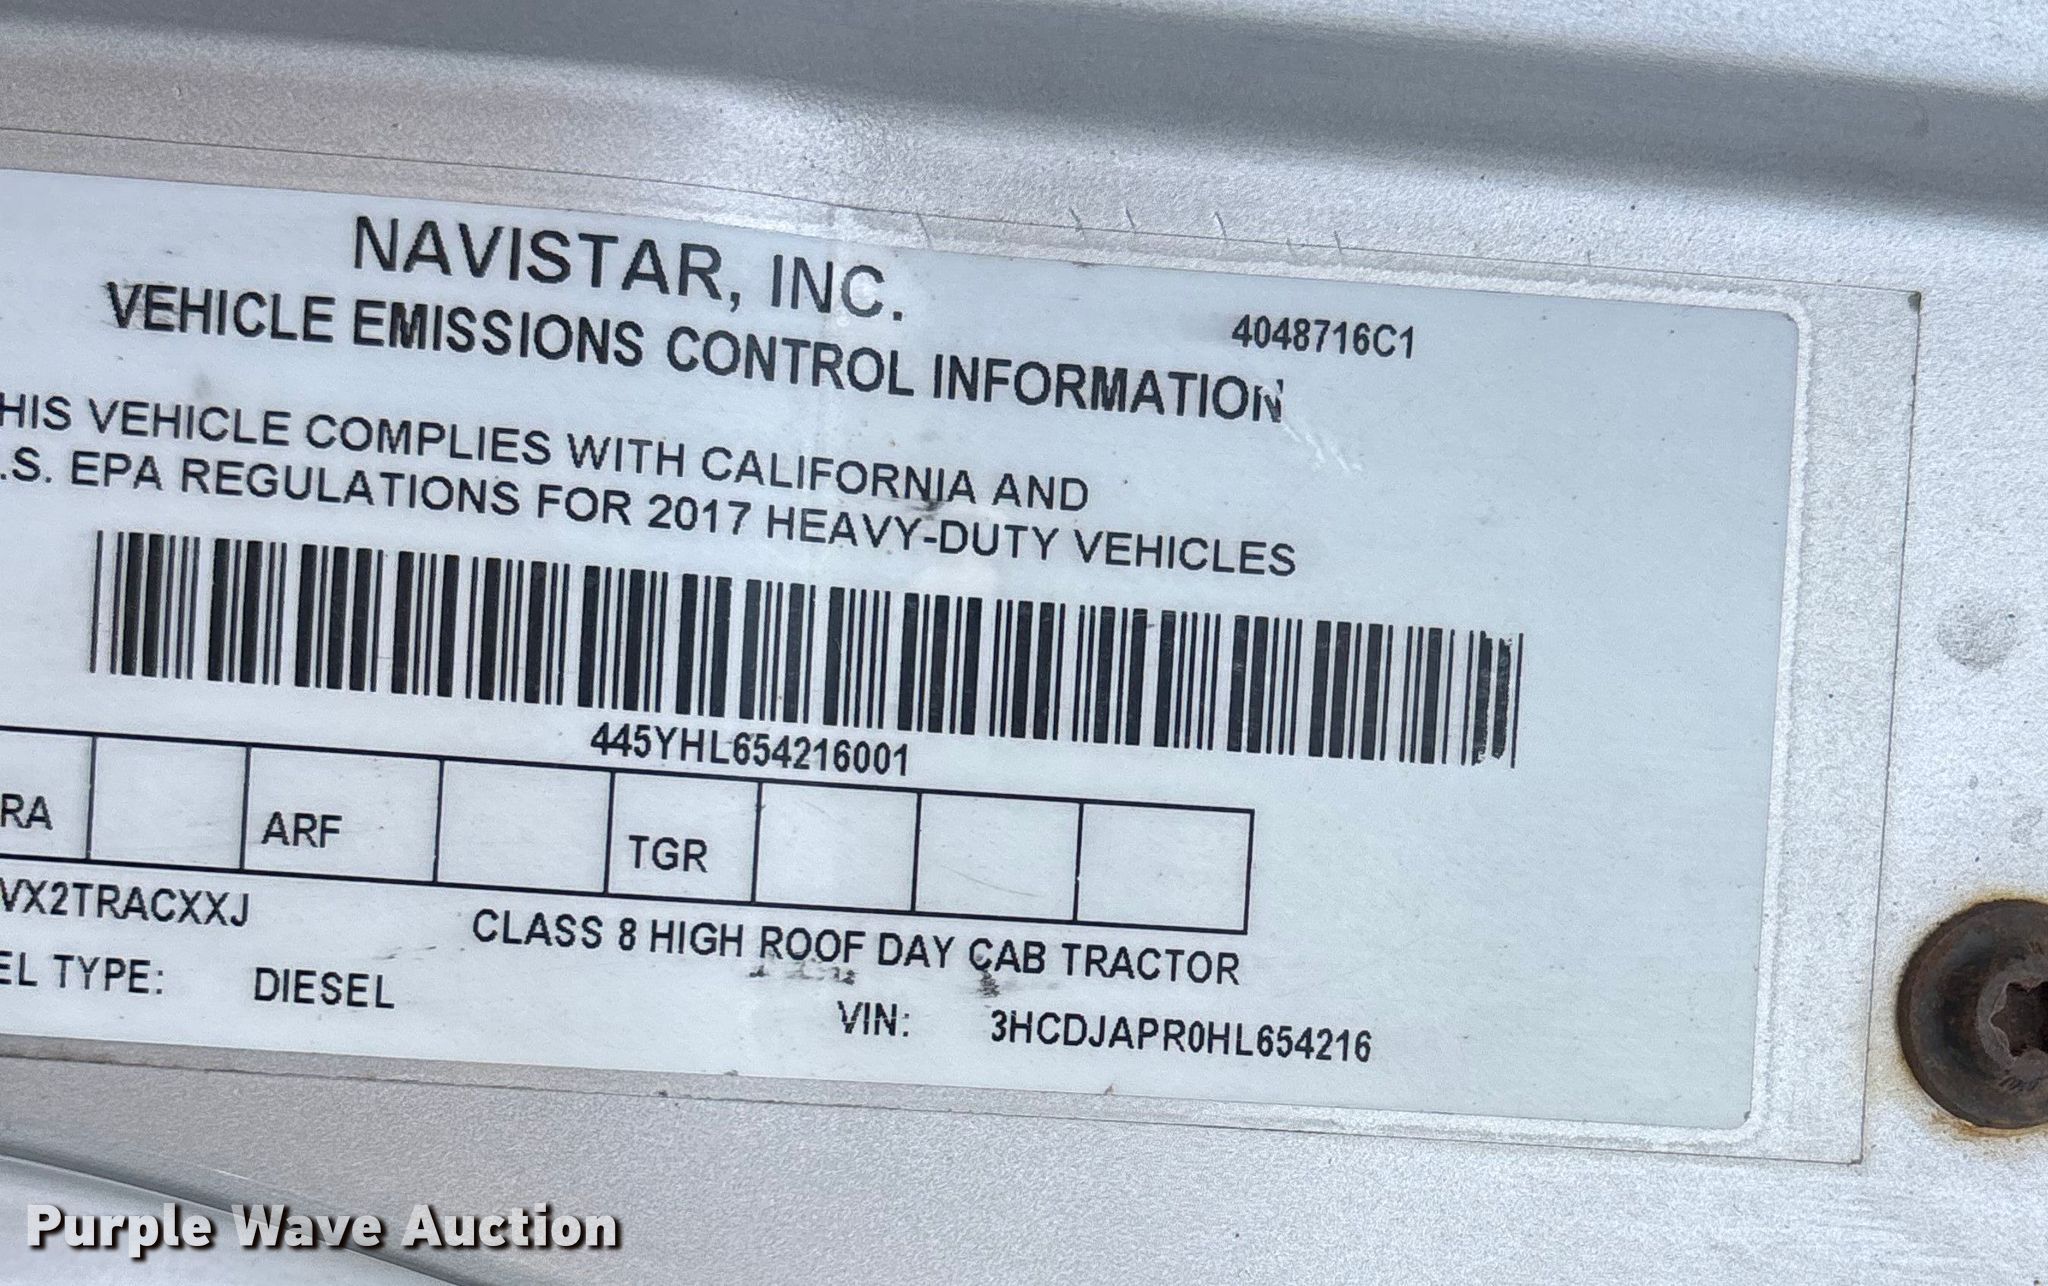 NAVISTAR, INC.
VEHICLE EMISSIONS CONTROL INFORMATION
4048716C1
HIS VEHICLE COMPLIES WITH CALIFORNIA AND
.S. EPA REGULATIONS FOR 2017 HEAVY-DUTY VEHICLES
445YHL654216001
RA ARF TGR
VX2TRACXXJ
CLASS 8 HIGH ROOF DAY CAB TRACTOR
EL TYPE: DIESEL
VIN: 3HCDJAPR0HL654216
Purple Wave Auction